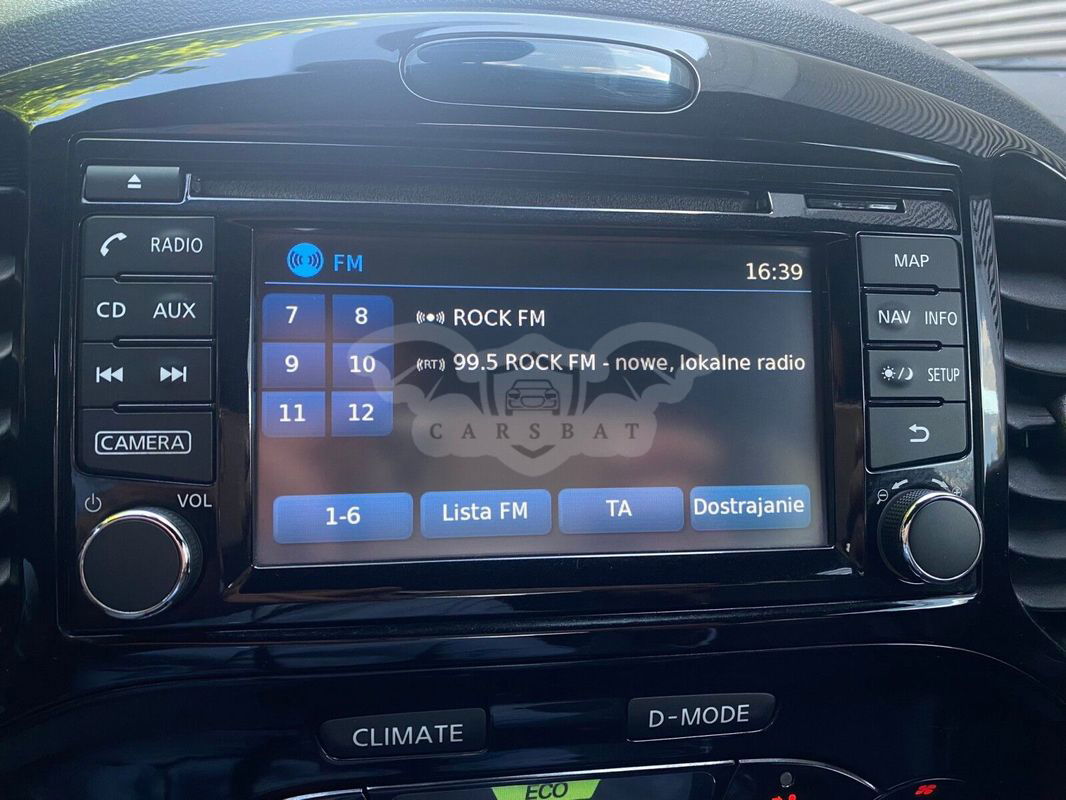 RADIO
CD AUX
CAMERA
VOL
FM
16:39
7 8
9 10
11 12
ROCK FM
(RT) 99.5 ROCK FM - nowe, lokalne radio
CARSBAT
1-6 Lista FM TA Dostrajanie
MAP
NAV INFO
SETUP
CLIMATE
D-MODE
ECO